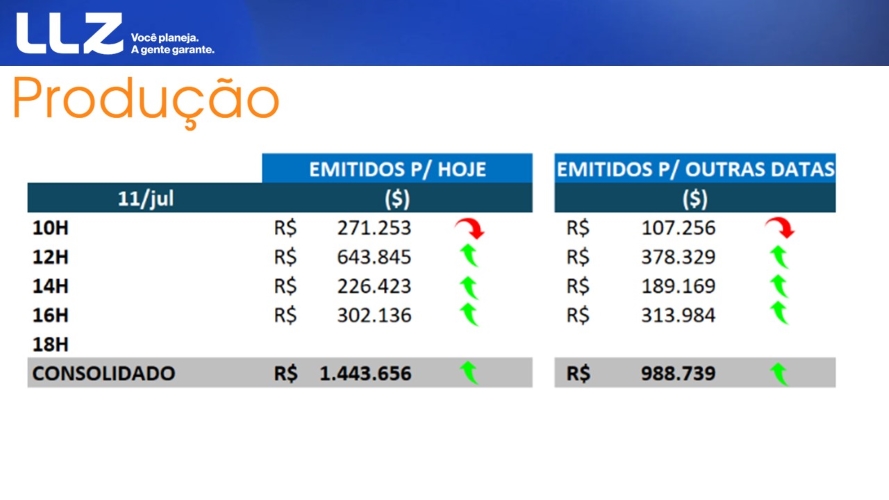 LLZ
Você planeja.
A gente garante.
Produção
EMITIDOS P/ HOJE EMITIDOS P/ OUTRAS DATAS
11/jul ($) ($)
10H R$ 271.253 R$ 107.256
12H R$ 643.845 R$ 378.329
14H R$ 226.423 R$ 189.169
16H R$ 302.136 R$ 313.984
18H
CONSOLIDADO R$ 1.443.656 R$ 988.739